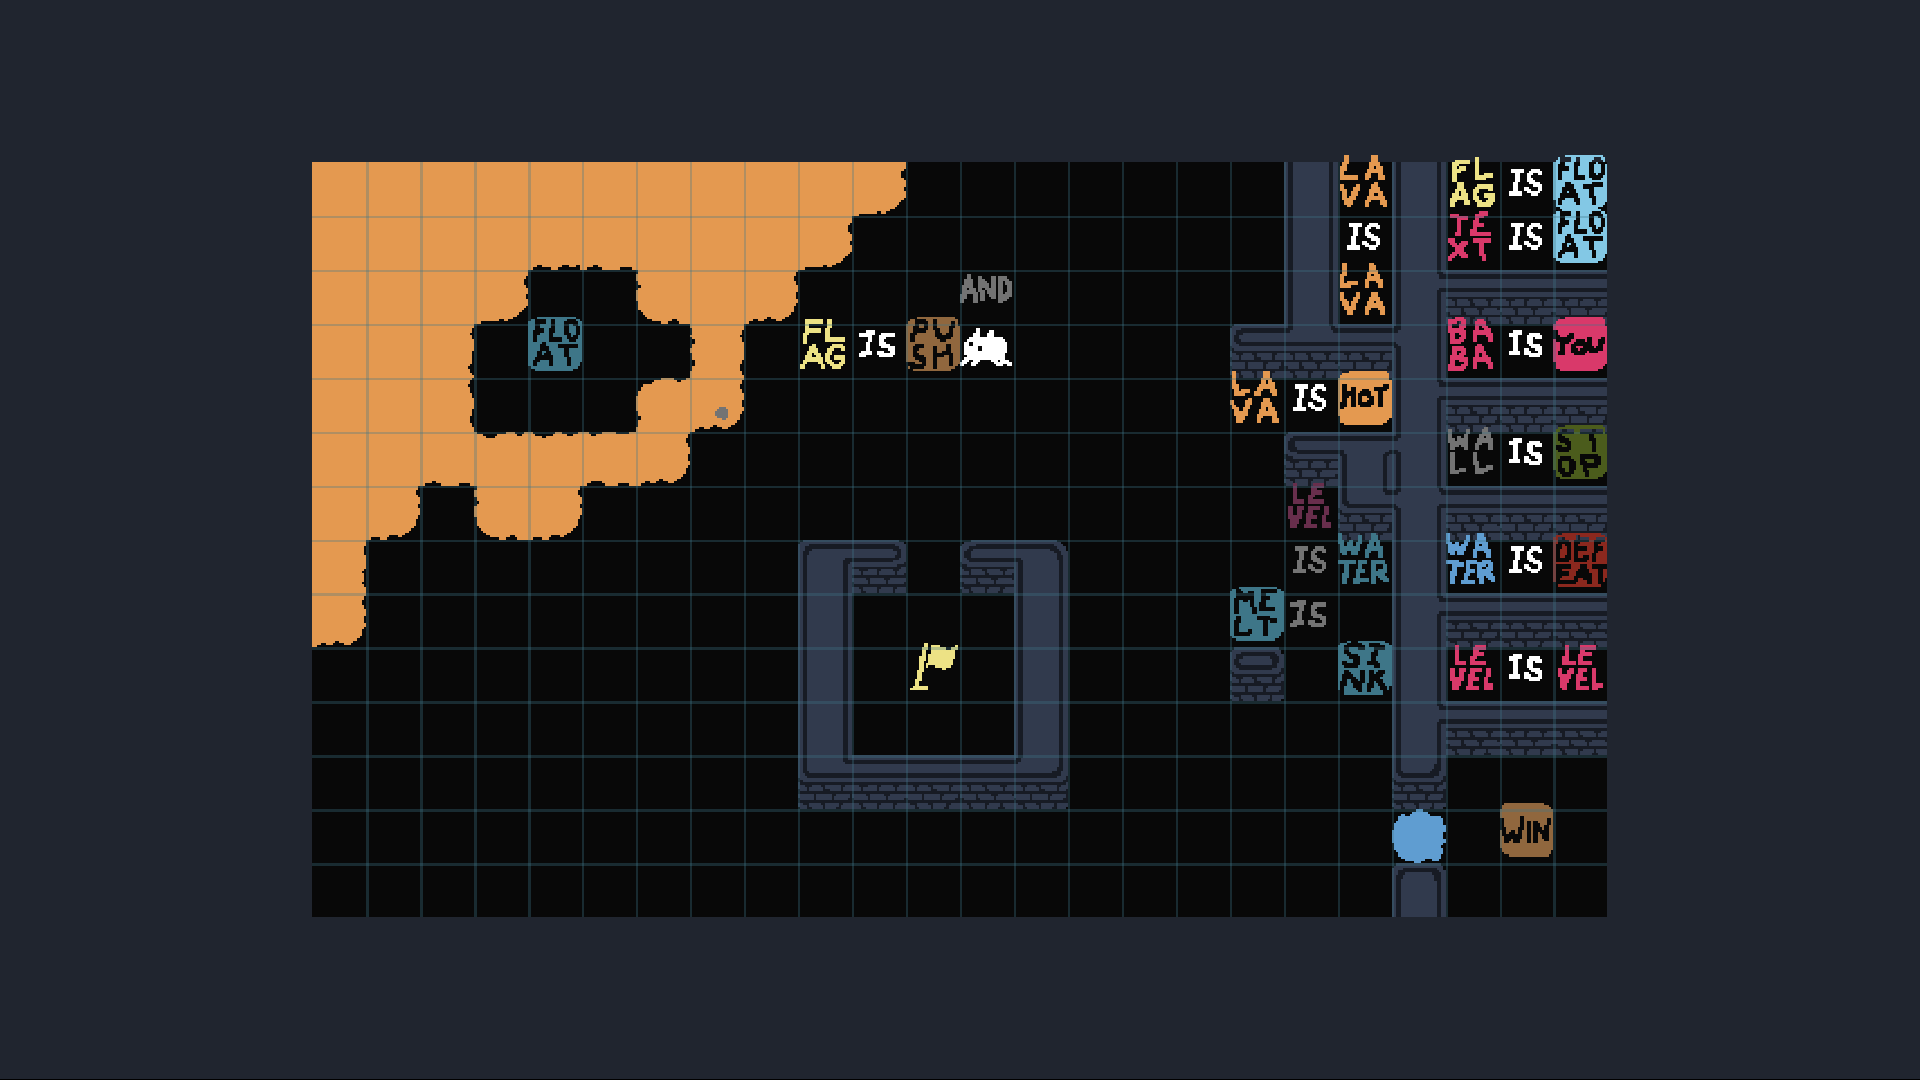 LAVA FLAG IS FLOAT
IS TEXT IS FLOAT
AND LAVA
FLOAT FLAG IS PUSH BABA IS YOU
LAVA IS HOT
WALL IS STOP
LEVEL
IS WATER WATER IS DEFEAT
MELT IS
SINK LEVEL IS LEVEL
WIN